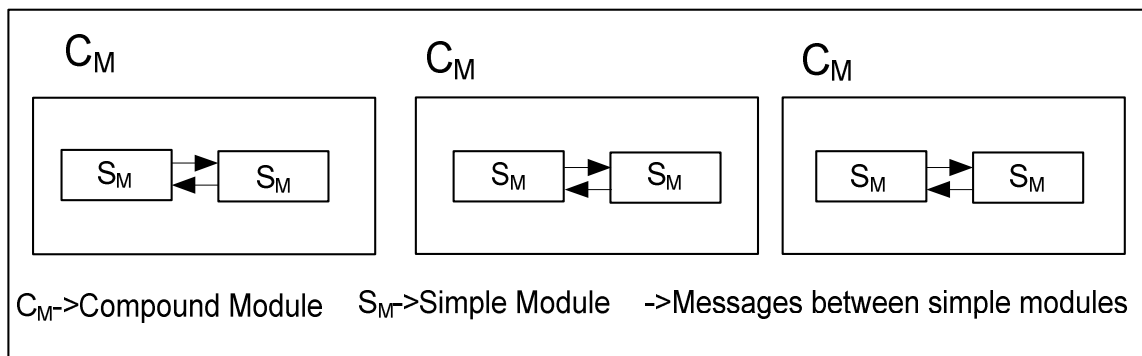 C_M C_M C_M
S_M S_M S_M S_M S_M S_M
C_M->Compound Module S_M->Simple Module ->Messages between simple modules